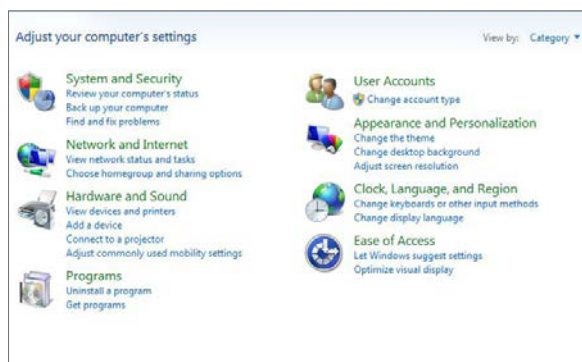 Adjust your computer's settings
View by: Category
System and Security
Review your computer's status
Back up your computer
Find and fix problems
Network and Internet
View network status and tasks
Choose homegroup and sharing options
Hardware and Sound
View devices and printers
Add a device
Connect to a projector
Adjust commonly used mobility settings
Programs
Uninstall a program
Get programs
User Accounts
Change account type
Appearance and Personalization
Change the theme
Change desktop background
Adjust screen resolution
Clock, Language, and Region
Change keyboards or other input methods
Change display language
Ease of Access
Let Windows suggest settings
Optimize visual display